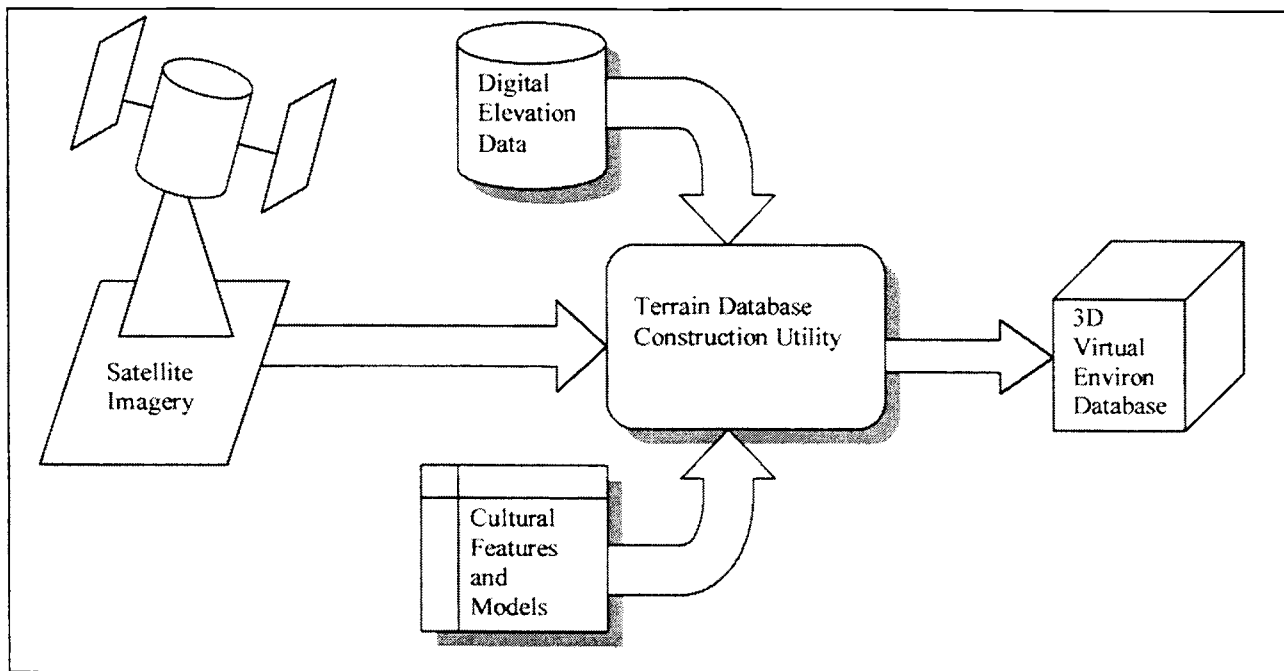 Digital
Elevation
Data
Satellite
Imagery
Terrain Database
Construction Utility
3D
Virtual
Environ
Database
Cultural
Features
and
Models